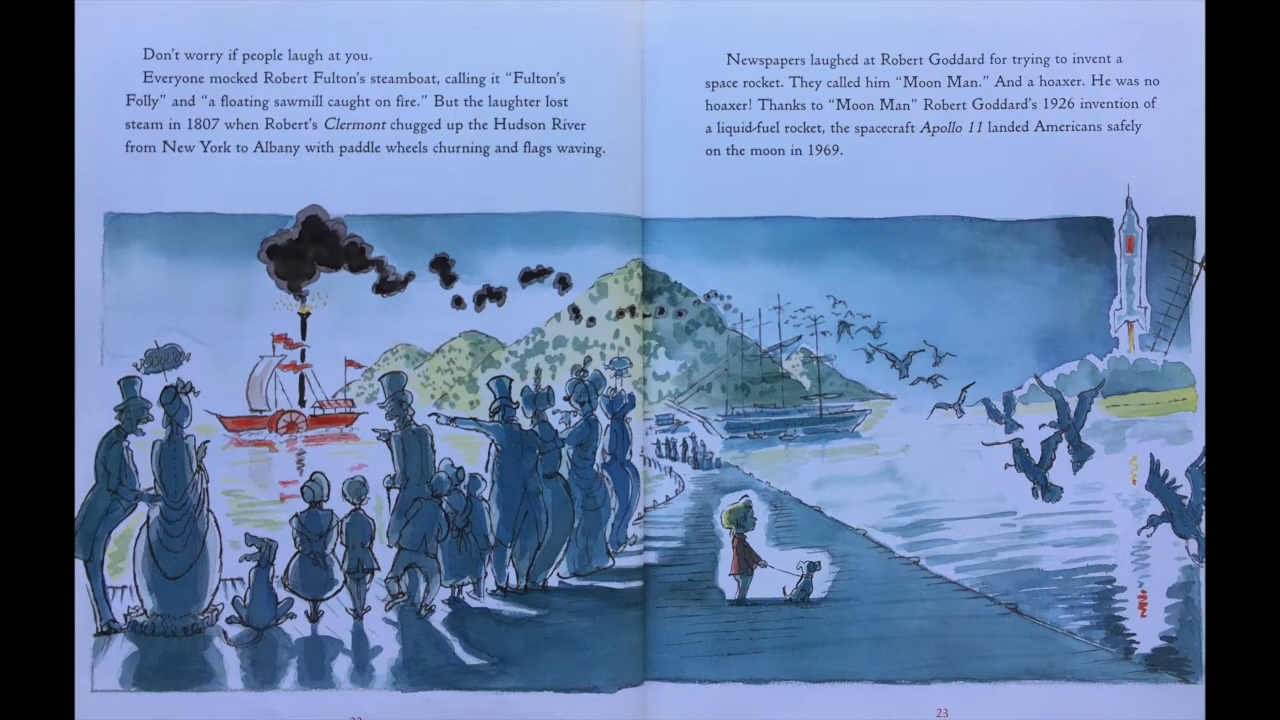 Don't worry if people laugh at you.
Everyone mocked Robert Fulton's steamboat, calling it "Fulton's
Folly" and "a floating sawmill caught on fire." But the laughter lost
steam in 1807 when Robert's Clermont chugged up the Hudson River
from New York to Albany with paddle wheels churning and flags waving.
Newspapers laughed at Robert Goddard for trying to invent a
space rocket. They called him "Moon Man." And a hoaxer. He was no
hoaxer! Thanks to "Moon Man" Robert Goddard's 1926 invention of
a liquid-fuel rocket, the spacecraft Apollo 11 landed Americans safely
on the moon in 1969.
23